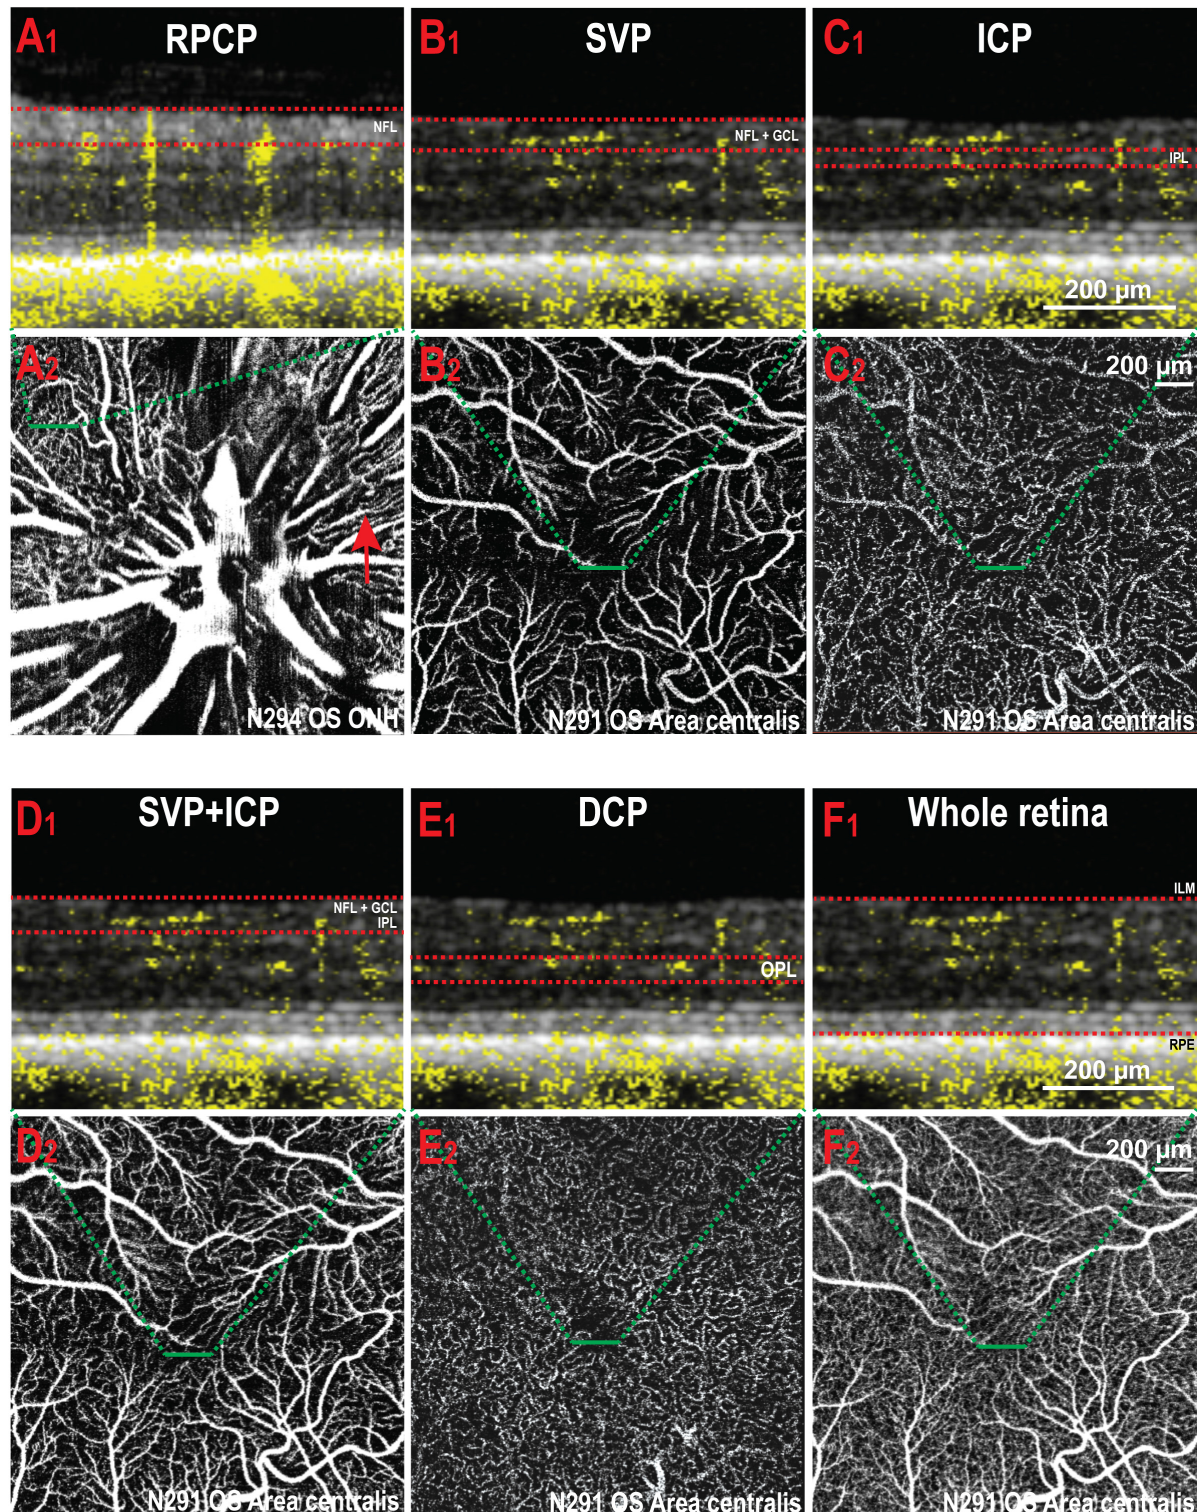 A1 RPCP
NFL
B1 SVP
NFL + GCL
C1 ICP
IPL
200 µm
A2
N294 OS ONH
B2
N291 OS Area centralis
C2
200 µm
N291 OS Area centralis
D1 SVP+ICP
NFL + GCL
IPL
E1 DCP
OPL
F1 Whole retina
ILM
RPE
200 µm
D2
N291 OS Area centralis
E2
N291 OS Area centralis
F2
200 µm
N291 OS Area centralis